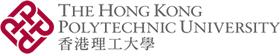 THE HONG KONG
POLYTECHNIC UNIVERSITY
香港理工大學